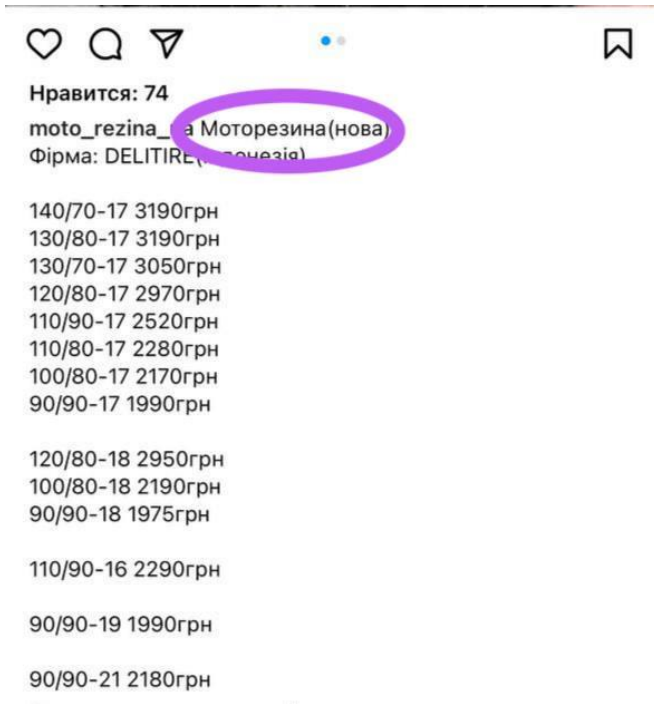 Нравится: 74
moto_rezina_ a Моторезина(нова)
Фірма: DELITIRE
140/70-17 3190грн
130/80-17 3190грн
130/70-17 3050грн
120/80-17 2970грн
110/90-17 2520грн
110/80-17 2280грн
100/80-17 2170грн
90/90-17 1990грн
120/80-18 2950грн
100/80-18 2190грн
90/90-18 1975грн
110/90-16 2290грн
90/90-19 1990грн
90/90-21 2180грн